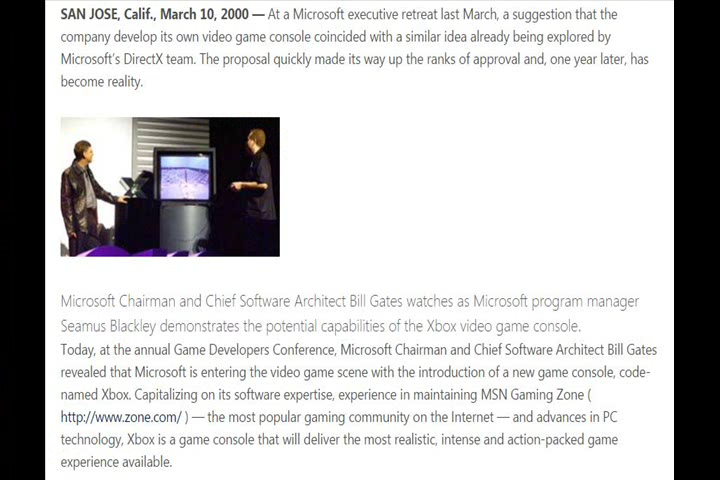 SAN JOSE, Calif., March 10, 2000 — At a Microsoft executive retreat last March, a suggestion that the
company develop its own video game console coincided with a similar idea already being explored by
Microsoft's DirectX team. The proposal quickly made its way up the ranks of approval and, one year later, has
become reality.
Microsoft Chairman and Chief Software Architect Bill Gates watches as Microsoft program manager
Seamus Blackley demonstrates the potential capabilities of the Xbox video game console.
Today, at the annual Game Developers Conference, Microsoft Chairman and Chief Software Architect Bill Gates
revealed that Microsoft is entering the video game scene with the introduction of a new game console, code-
named Xbox. Capitalizing on its software expertise, experience in maintaining MSN Gaming Zone (
http://www.zone.com/ ) — the most popular gaming community on the Internet — and advances in PC
technology, Xbox is a game console that will deliver the most realistic, intense and action-packed game
experience available.